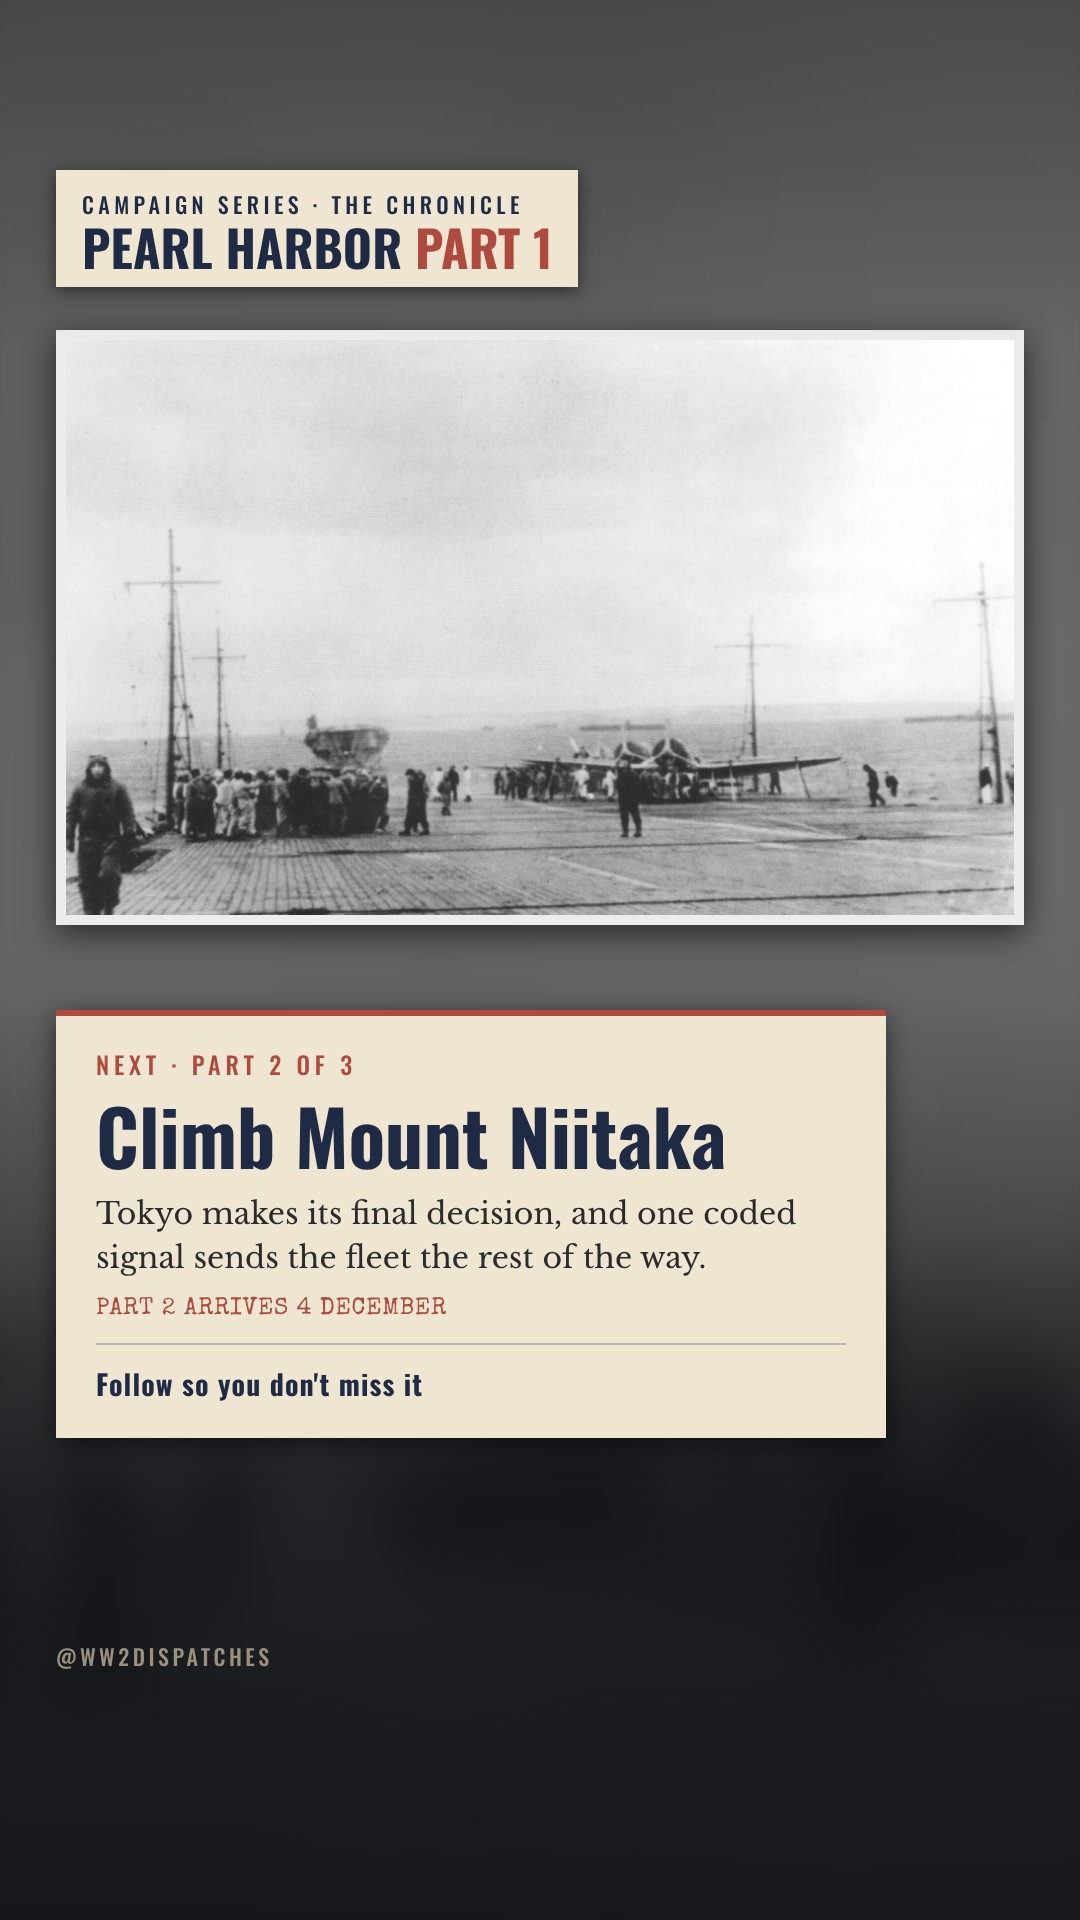 CAMPAIGN SERIES · THE CHRONICLE
PEARL HARBOR PART 1
NEXT · PART 2 OF 3
Climb Mount Niitaka
Tokyo makes its final decision, and one coded
signal sends the fleet the rest of the way.
PART 2 ARRIVES 4 DECEMBER
Follow so you don't miss it
@WW2DISPATCHES